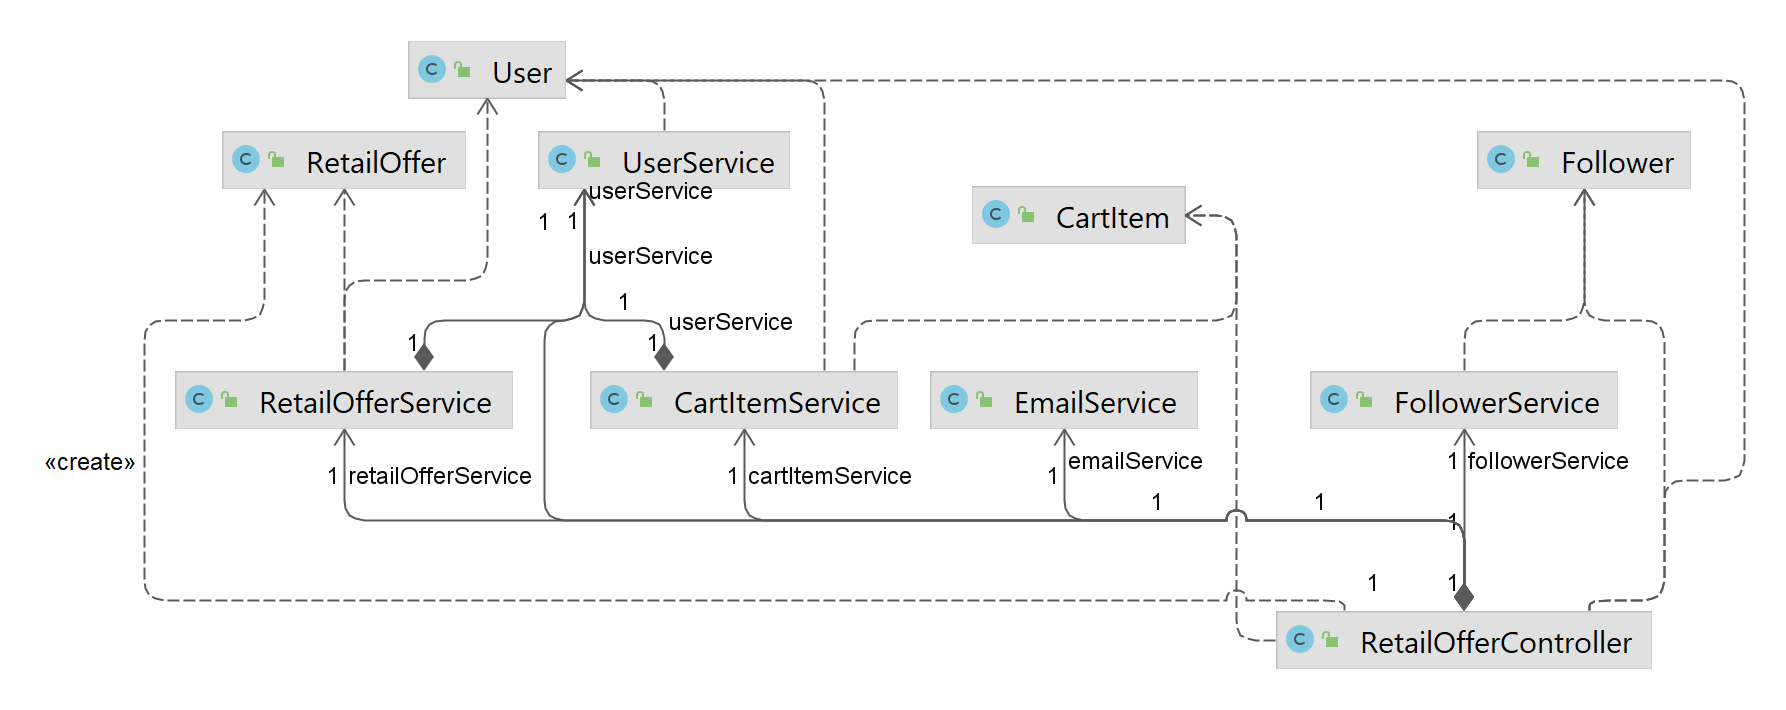 C User
C RetailOffer
C UserService
C Follower
userService
C CartItem
1 1
userService
1
userService
1
1
C RetailOfferService
C CartItemService
C EmailService
C FollowerService
«create»
1 retailOfferService
1 cartItemService
1 emailService
1 followerService
1
1
1
1
1
C RetailOfferController